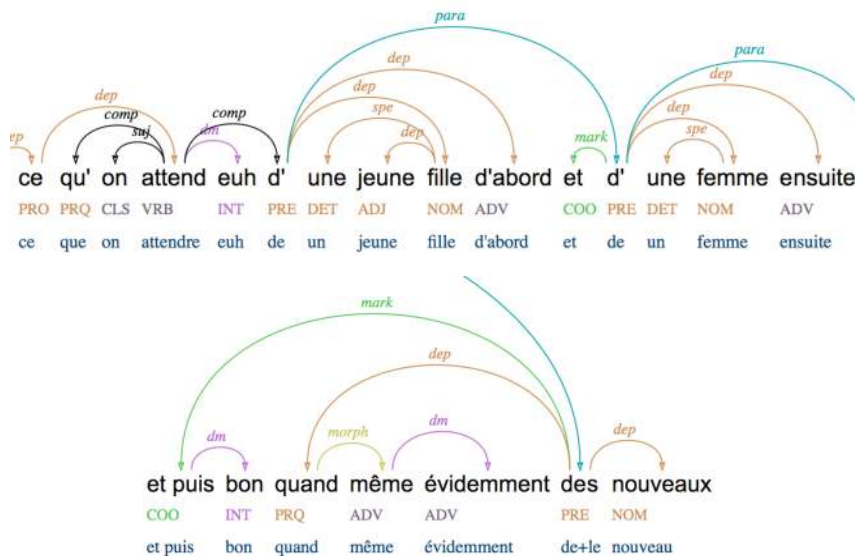 para
dep
para
dep
dep
dep
comp
comp
spe
dep
ep
suj
dm
dep
mark
spe
ce qu' on attend euh d' une jeune fille d'abord et d' une femme ensuite
PRO PRQ CLS VRB INT PRE DET ADJ NOM ADV COO PRE DET NOM ADV
ce que on attendre euh de un jeune fille d'abord et de un femme ensuite
mark
dep
dm morph dm dep
et puis bon quand même évidemment des nouveaux
COO INT PRQ ADV ADV PRE NOM
et puis bon quand même évidemment de+le nouveau